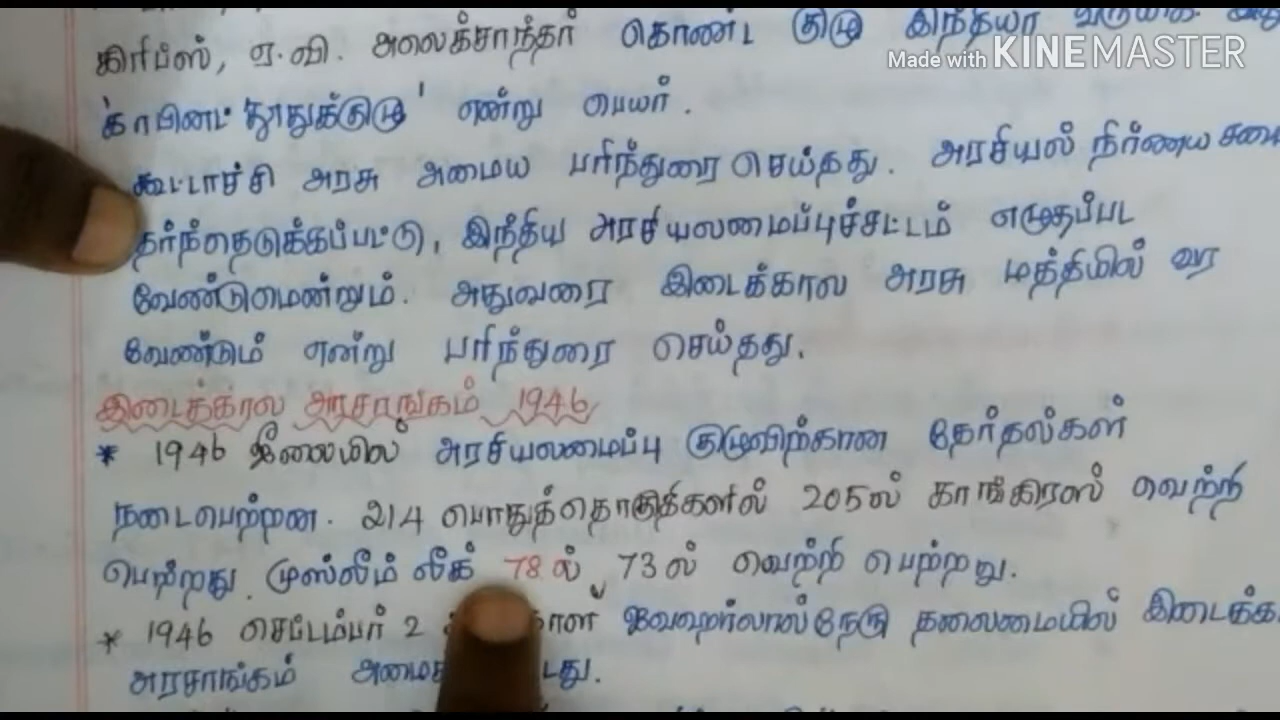 கிரிப்ஸ், ஏ.வி. அலெக்சாந்தர் கொண்ட குழு இந்தியா
Made with KINEMASTER
'காபினட் தூதுக்குழு' என்று பெயர்.
கூட்டாச்சி அரசு அமைய பரிந்துரை செய்தது. அரசியல் நிர்ணய சபை
தர்ந்தெடுக்கப்பட்டு, இந்திய அரசியலமைப்புச்சட்டம் எழுதப்பட
வேண்டுமென்றும். அதுவரை இடைக்கால அரசு மத்தியில் வர
வேண்டும் என்று பரிந்துரை செய்தது.
இடைக்கால அரசாங்கம் 1946
* 1946 ஜீலையில் அரசியலமைப்பு குழுவிற்கான தேர்தல்கள்
நடைபெற்றன. 214 பொதுத்தொகுதிகளில் 205ல் காங்கிரஸ் வெற்றி
பெற்றது. முஸ்லீம் லீக் 78ல் 73ல் வெற்றி பெற்றது.
* 1946 செப்டம்பர் 2 ஜவஹர்லால்நேரு தலைமையில் இடைக்க
அரசாங்கம்